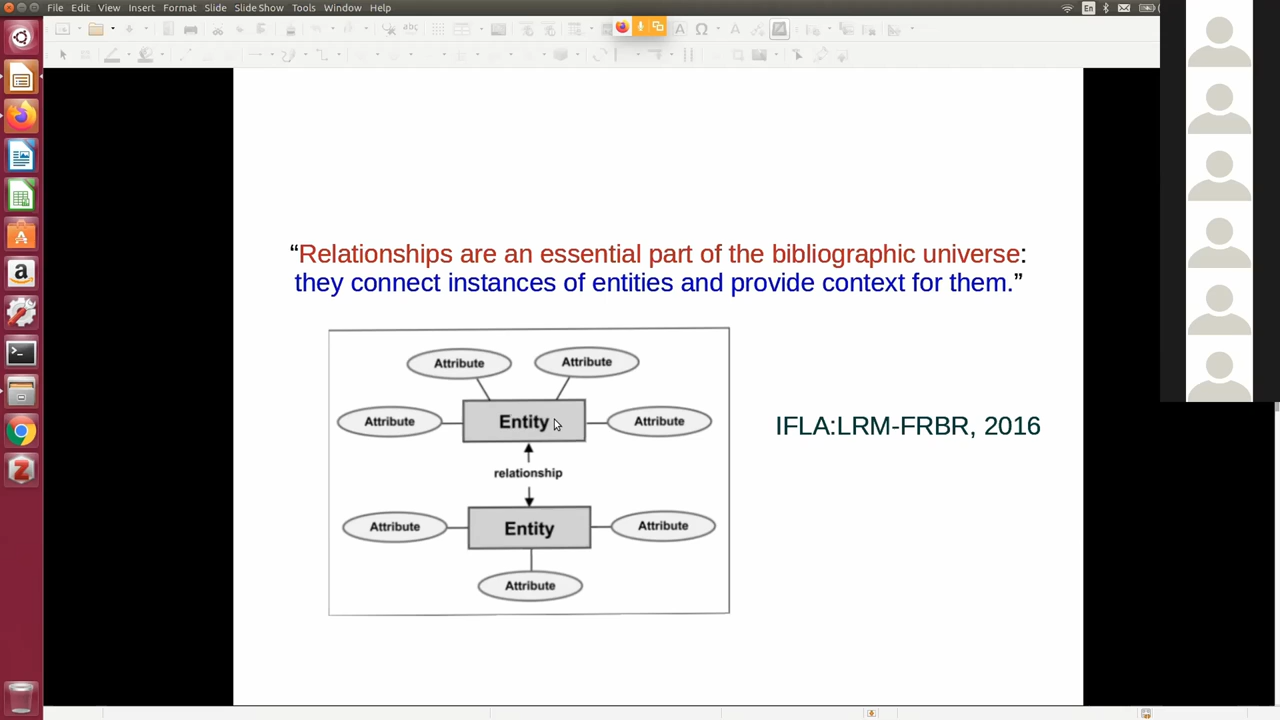 File Edit View Insert Format Slide Slide Show Tools Window Help
En
“Relationships are an essential part of the bibliographic universe:
they connect instances of entities and provide context for them.”
Attribute Attribute
Attribute Entity Attribute
relationship
IFLA:LRM-FRBR, 2016
Attribute Entity Attribute
Attribute